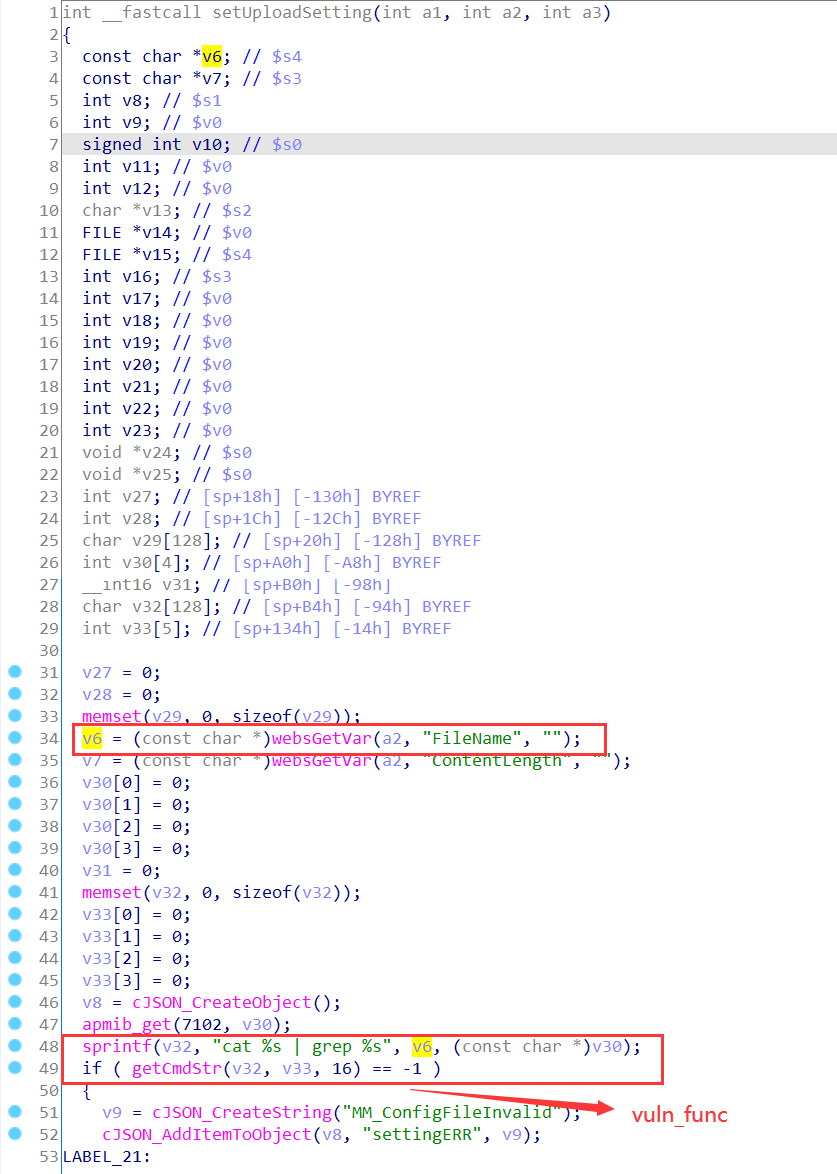 1 int __fastcall setUploadSetting(int a1, int a2, int a3)
2 {
3 const char *v6; // $s4
4 const char *v7; // $s3
5 int v8; // $s1
6 int v9; // $v0
7 signed int v10; // $s0
8 int v11; // $v0
9 int v12; // $v0
10 char *v13; // $s2
11 FILE *v14; // $v0
12 FILE *v15; // $s4
13 int v16; // $s3
14 int v17; // $v0
15 int v18; // $v0
16 int v19; // $v0
17 int v20; // $v0
18 int v21; // $v0
19 int v22; // $v0
20 int v23; // $v0
21 void *v24; // $s0
22 void *v25; // $s0
23 int v27; // [sp+18h] [-130h] BYREF
24 int v28; // [sp+1Ch] [-12Ch] BYREF
25 char v29[128]; // [sp+20h] [-128h] BYREF
26 int v30[4]; // [sp+A0h] [-A8h] BYREF
27 __int16 v31; // [sp+B0h] [-98h]
28 char v32[128]; // [sp+B4h] [-94h] BYREF
29 int v33[5]; // [sp+134h] [-14h] BYREF
30
31 v27 = 0;
32 v28 = 0;
33 memset(v29, 0, sizeof(v29));
34 v6 = (const char *)websGetVar(a2, "FileName", "");
35 v7 = (const char *)websGetVar(a2, "ContentLength", "");
36 v30[0] = 0;
37 v30[1] = 0;
38 v30[2] = 0;
39 v30[3] = 0;
40 v31 = 0;
41 memset(v32, 0, sizeof(v32));
42 v33[0] = 0;
43 v33[1] = 0;
44 v33[2] = 0;
45 v33[3] = 0;
46 v8 = cJSON_CreateObject();
47 apmib_get(7102, v30);
48 sprintf(v32, "cat %s | grep %s", v6, (const char *)v30);
49 if ( getCmdStr(v32, v33, 16) == -1 )
50 {
51 v9 = cJSON_CreateString("MM_ConfigFileInvalid");
vuln_func
52 cJSON_AddItemToObject(v8, "settingERR", v9);
53 LABEL_21: